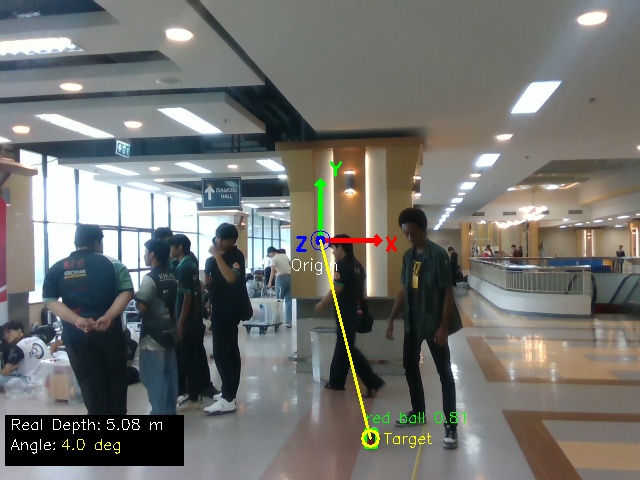 DIAMOND
HALL
Y
Z
X
Origin
red ball 0.81
Target
Real Depth: 5.08 m
Angle: 4.0 deg